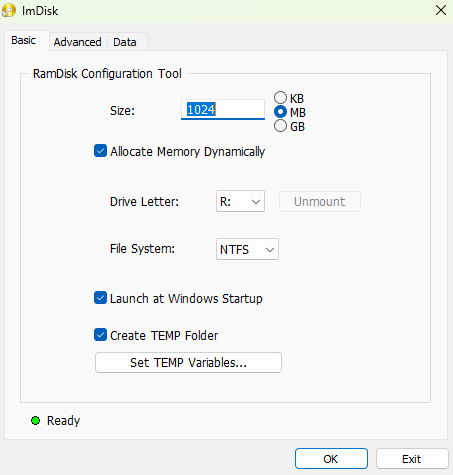 ImDisk
Basic Advanced Data
RamDisk Configuration Tool
Size: 1024
KB
MB
GB
Allocate Memory Dynamically
Drive Letter: R: Unmount
File System: NTFS
Launch at Windows Startup
Create TEMP Folder
Set TEMP Variables...
Ready
OK Exit